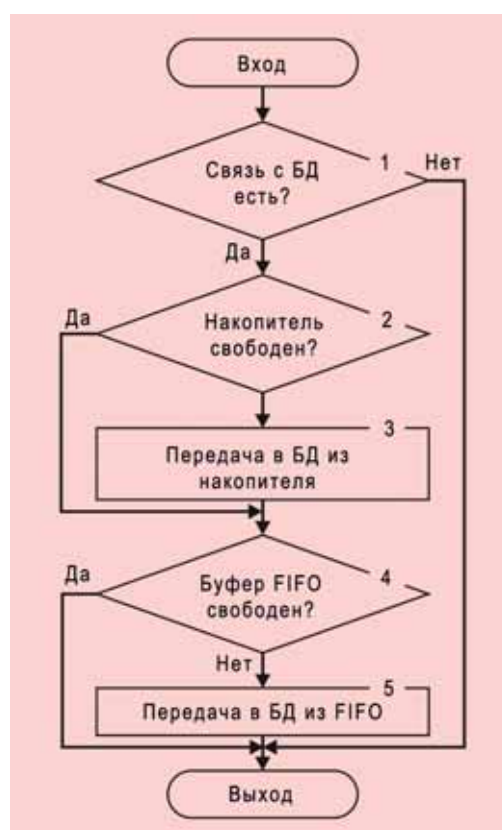 Вход
1
Нет
Связь с БД
есть?
Да
2
Да
Накопитель
свободен?
3
Передача в БД из
накопителя
4
Да
Буфер FIFO
свободен?
Нет
5
Передача в БД из FIFO
Выход